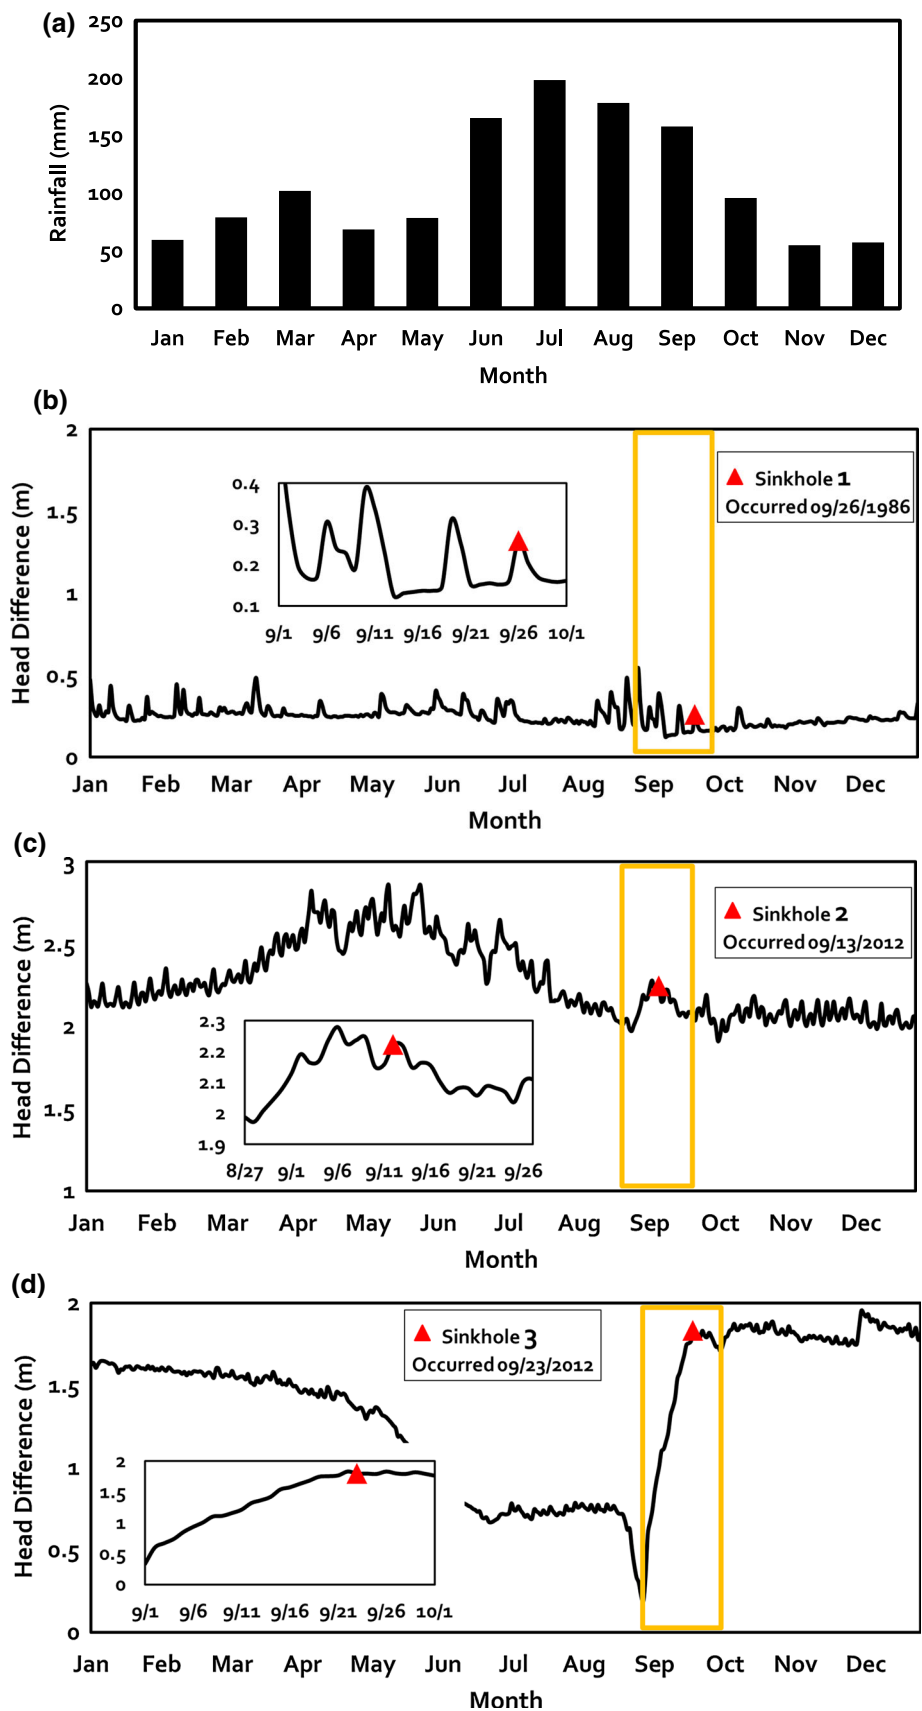 (a)
250
200
150
100
50
0
Rainfall (mm)
Jan Feb Mar Apr May Jun Jul Aug Sep Oct Nov Dec
Month
(b)
2
1.5
1
0.5
0
Head Difference (m)
Sinkhole 1
Occurred 09/26/1986
0.4
0.3
0.2
0.1
9/1 9/6 9/11 9/16 9/21 9/26 10/1
Jan Feb Mar Apr May Jun Jul Aug Sep Oct Nov Dec
Month
(c)
3
2.5
2
1.5
1
Head Difference (m)
Sinkhole 2
Occurred 09/13/2012
2.3
2.2
2.1
2
1.9
8/27 9/1 9/6 9/11 9/16 9/21 9/26
Jan Feb Mar Apr May Jun Jul Aug Sep Oct Nov Dec
Month
(d)
2
1.5
1
0.5
0
Head Difference (m)
Sinkhole 3
Occurred 09/23/2012
2
1.5
1
0.5
0
9/1 9/6 9/11 9/16 9/21 9/26 10/1
Jan Feb Mar Apr May Jun Jul Aug Sep Oct Nov Dec
Month